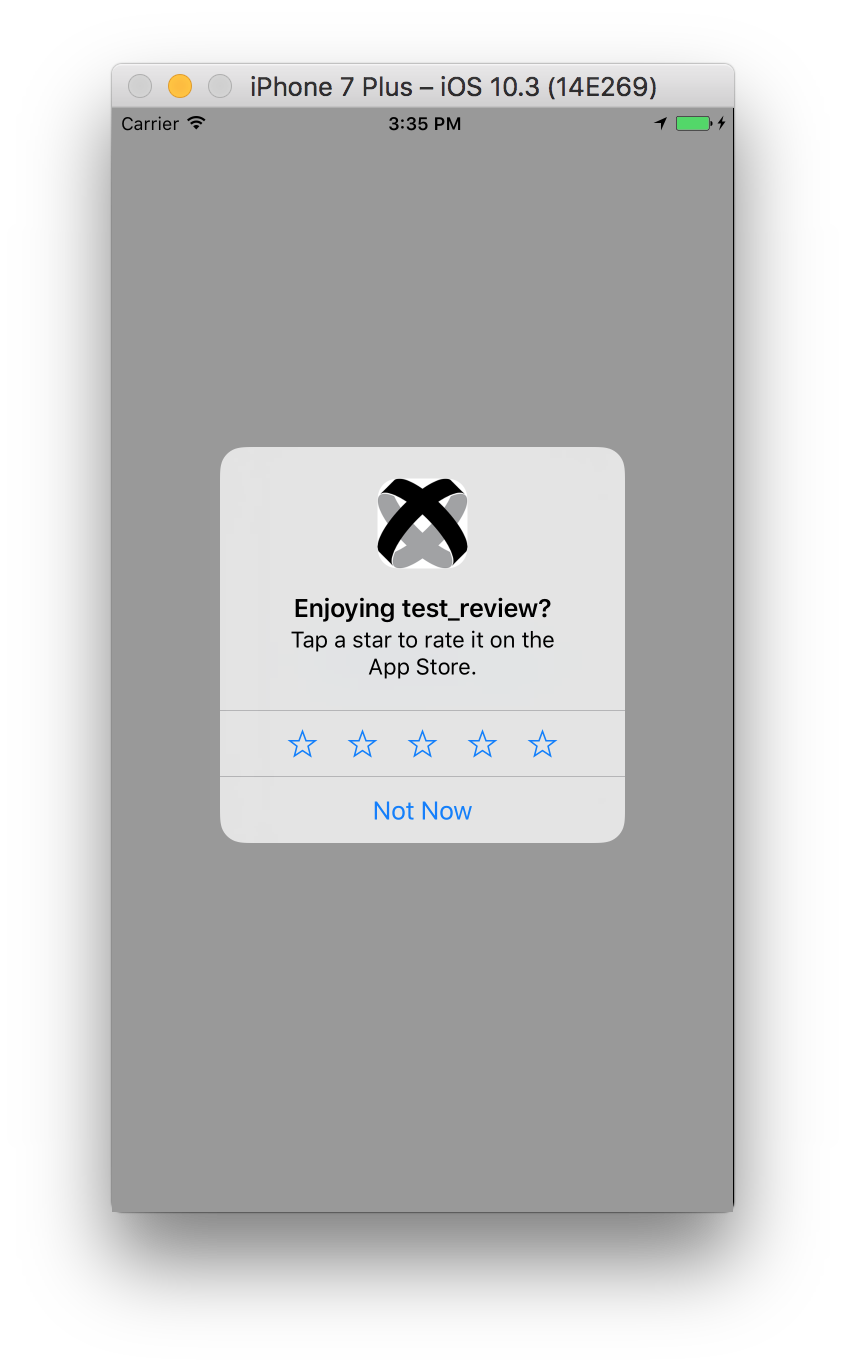 iPhone 7 Plus – iOS 10.3 (14E269)
Carrier 3:35 PM
Enjoying test_review?
Tap a star to rate it on the
App Store.
Not Now